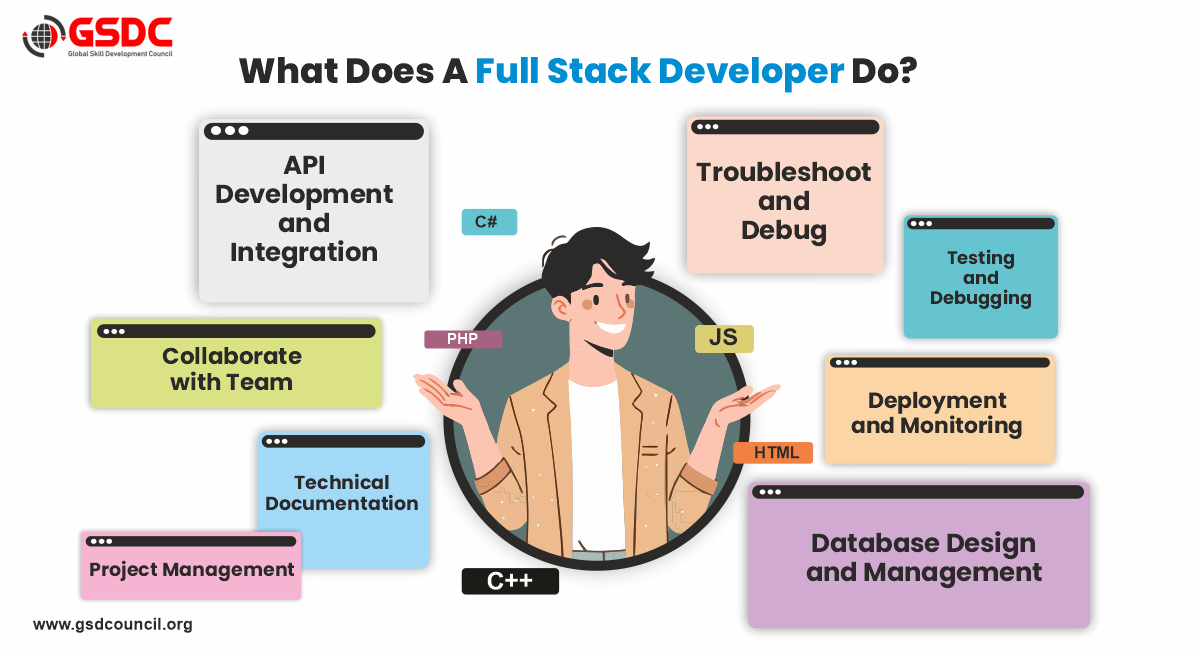 GSDC
Global Skill Development Council
What Does A Full Stack Developer Do?
API
Development
and
Integration
Troubleshoot
and
Debug
C#
Testing
and
Debugging
PHP
JS
Collaborate
with Team
Deployment
and Monitoring
HTML
Technical
Documentation
Database Design
and Management
Project Management
C++
www.gsdcouncil.org